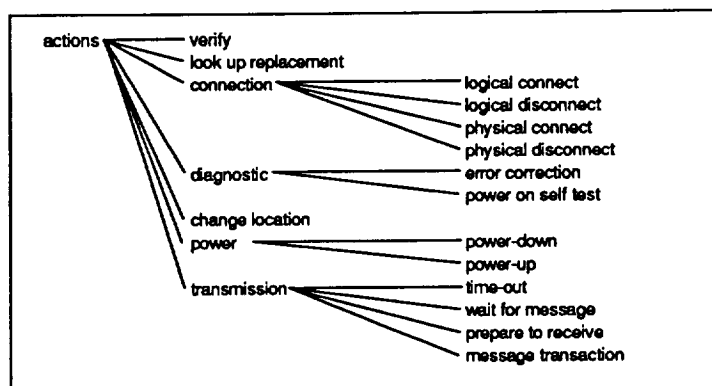 actions
verify
look up replacement
connection
logical connect
logical disconnect
physical connect
physical disconnect
diagnostic
error correction
power on self test
change location
power
power-down
power-up
transmission
time-out
wait for message
prepare to receive
message transaction